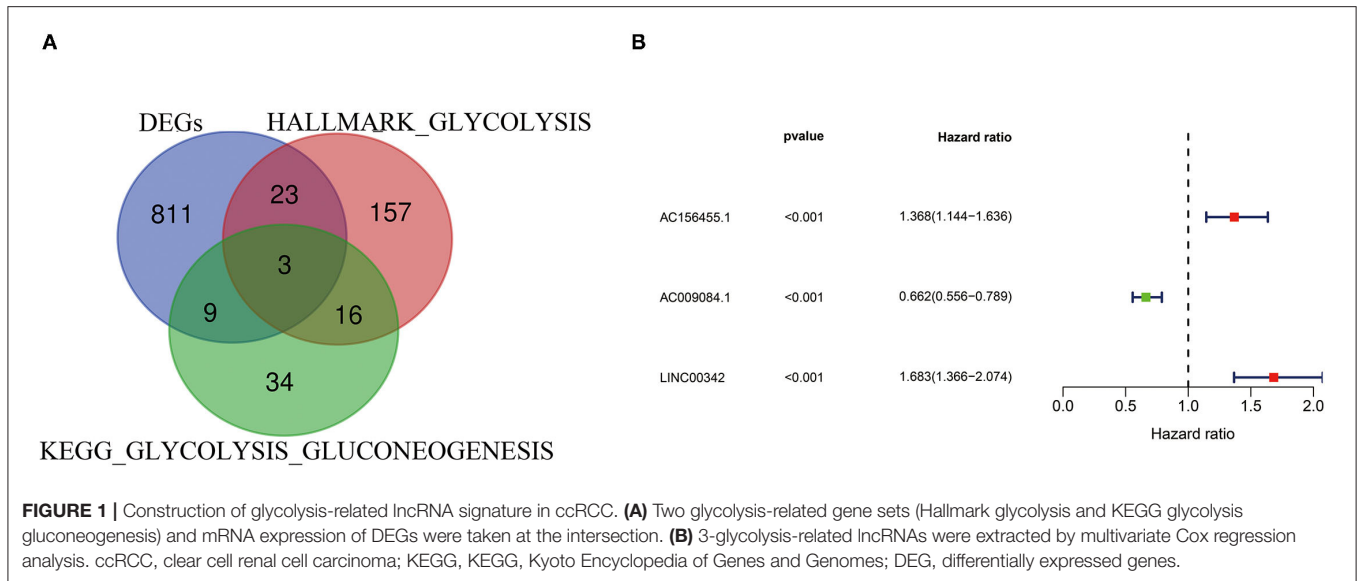 A
B
DEGs HALLMARK_GLYCOLYSIS
811
23
157
3
9
16
34
KEGG_GLYCOLYSIS_GLUCONEOGENESIS
pvalue Hazard ratio
AC156455.1 <0.001 1.368(1.144−1.636)
AC009084.1 <0.001 0.662(0.556−0.789)
LINC00342 <0.001 1.683(1.366−2.074)
0.0 0.5 1.0 1.5 2.0
Hazard ratio
FIGURE 1 | Construction of glycolysis-related lncRNA signature in ccRCC. (A) Two glycolysis-related gene sets (Hallmark glycolysis and KEGG glycolysis
gluconeogenesis) and mRNA expression of DEGs were taken at the intersection. (B) 3-glycolysis-related lncRNAs were extracted by multivariate Cox regression
analysis. ccRCC, clear cell renal cell carcinoma; KEGG, KEGG, Kyoto Encyclopedia of Genes and Genomes; DEG, differentially expressed genes.